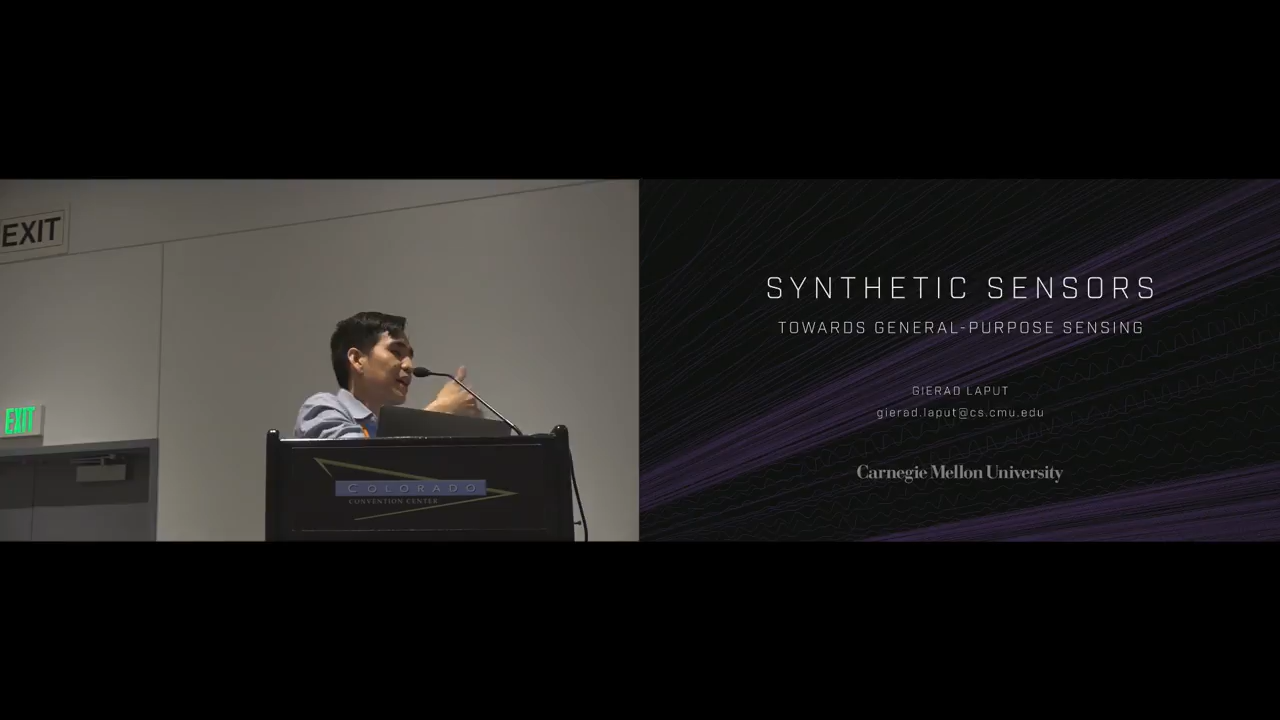 EXIT
EXIT
COLORADO
CONVENTION CENTER
SYNTHETIC SENSORS
TOWARDS GENERAL-PURPOSE SENSING
GIERAD LAPUT
gierad.laput@cs.cmu.edu
Carnegie Mellon University